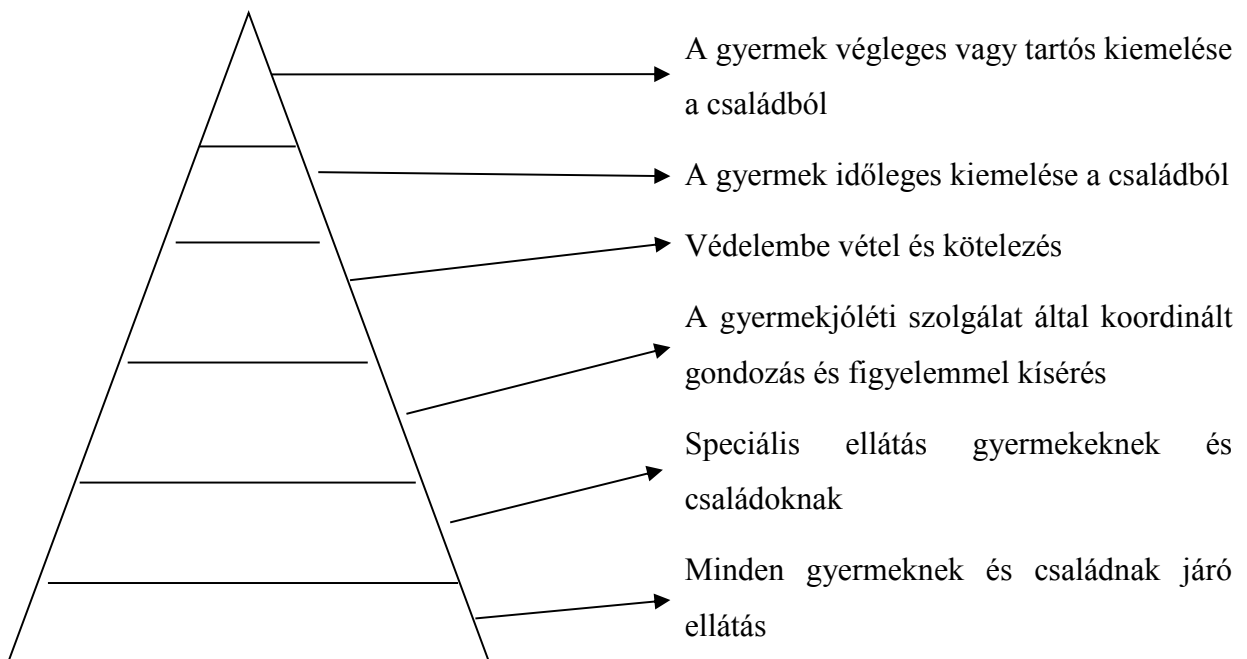 A gyermek végleges vagy tartós kiemelése
a családból
A gyermek időleges kiemelése a családból
Védelembe vétel és kötelezés
A gyermekjóléti szolgálat által koordinált
gondozás és figyelemmel kísérés
Speciális ellátás gyermekeknek és
családoknak
Minden gyermeknek és családnak járó
ellátás